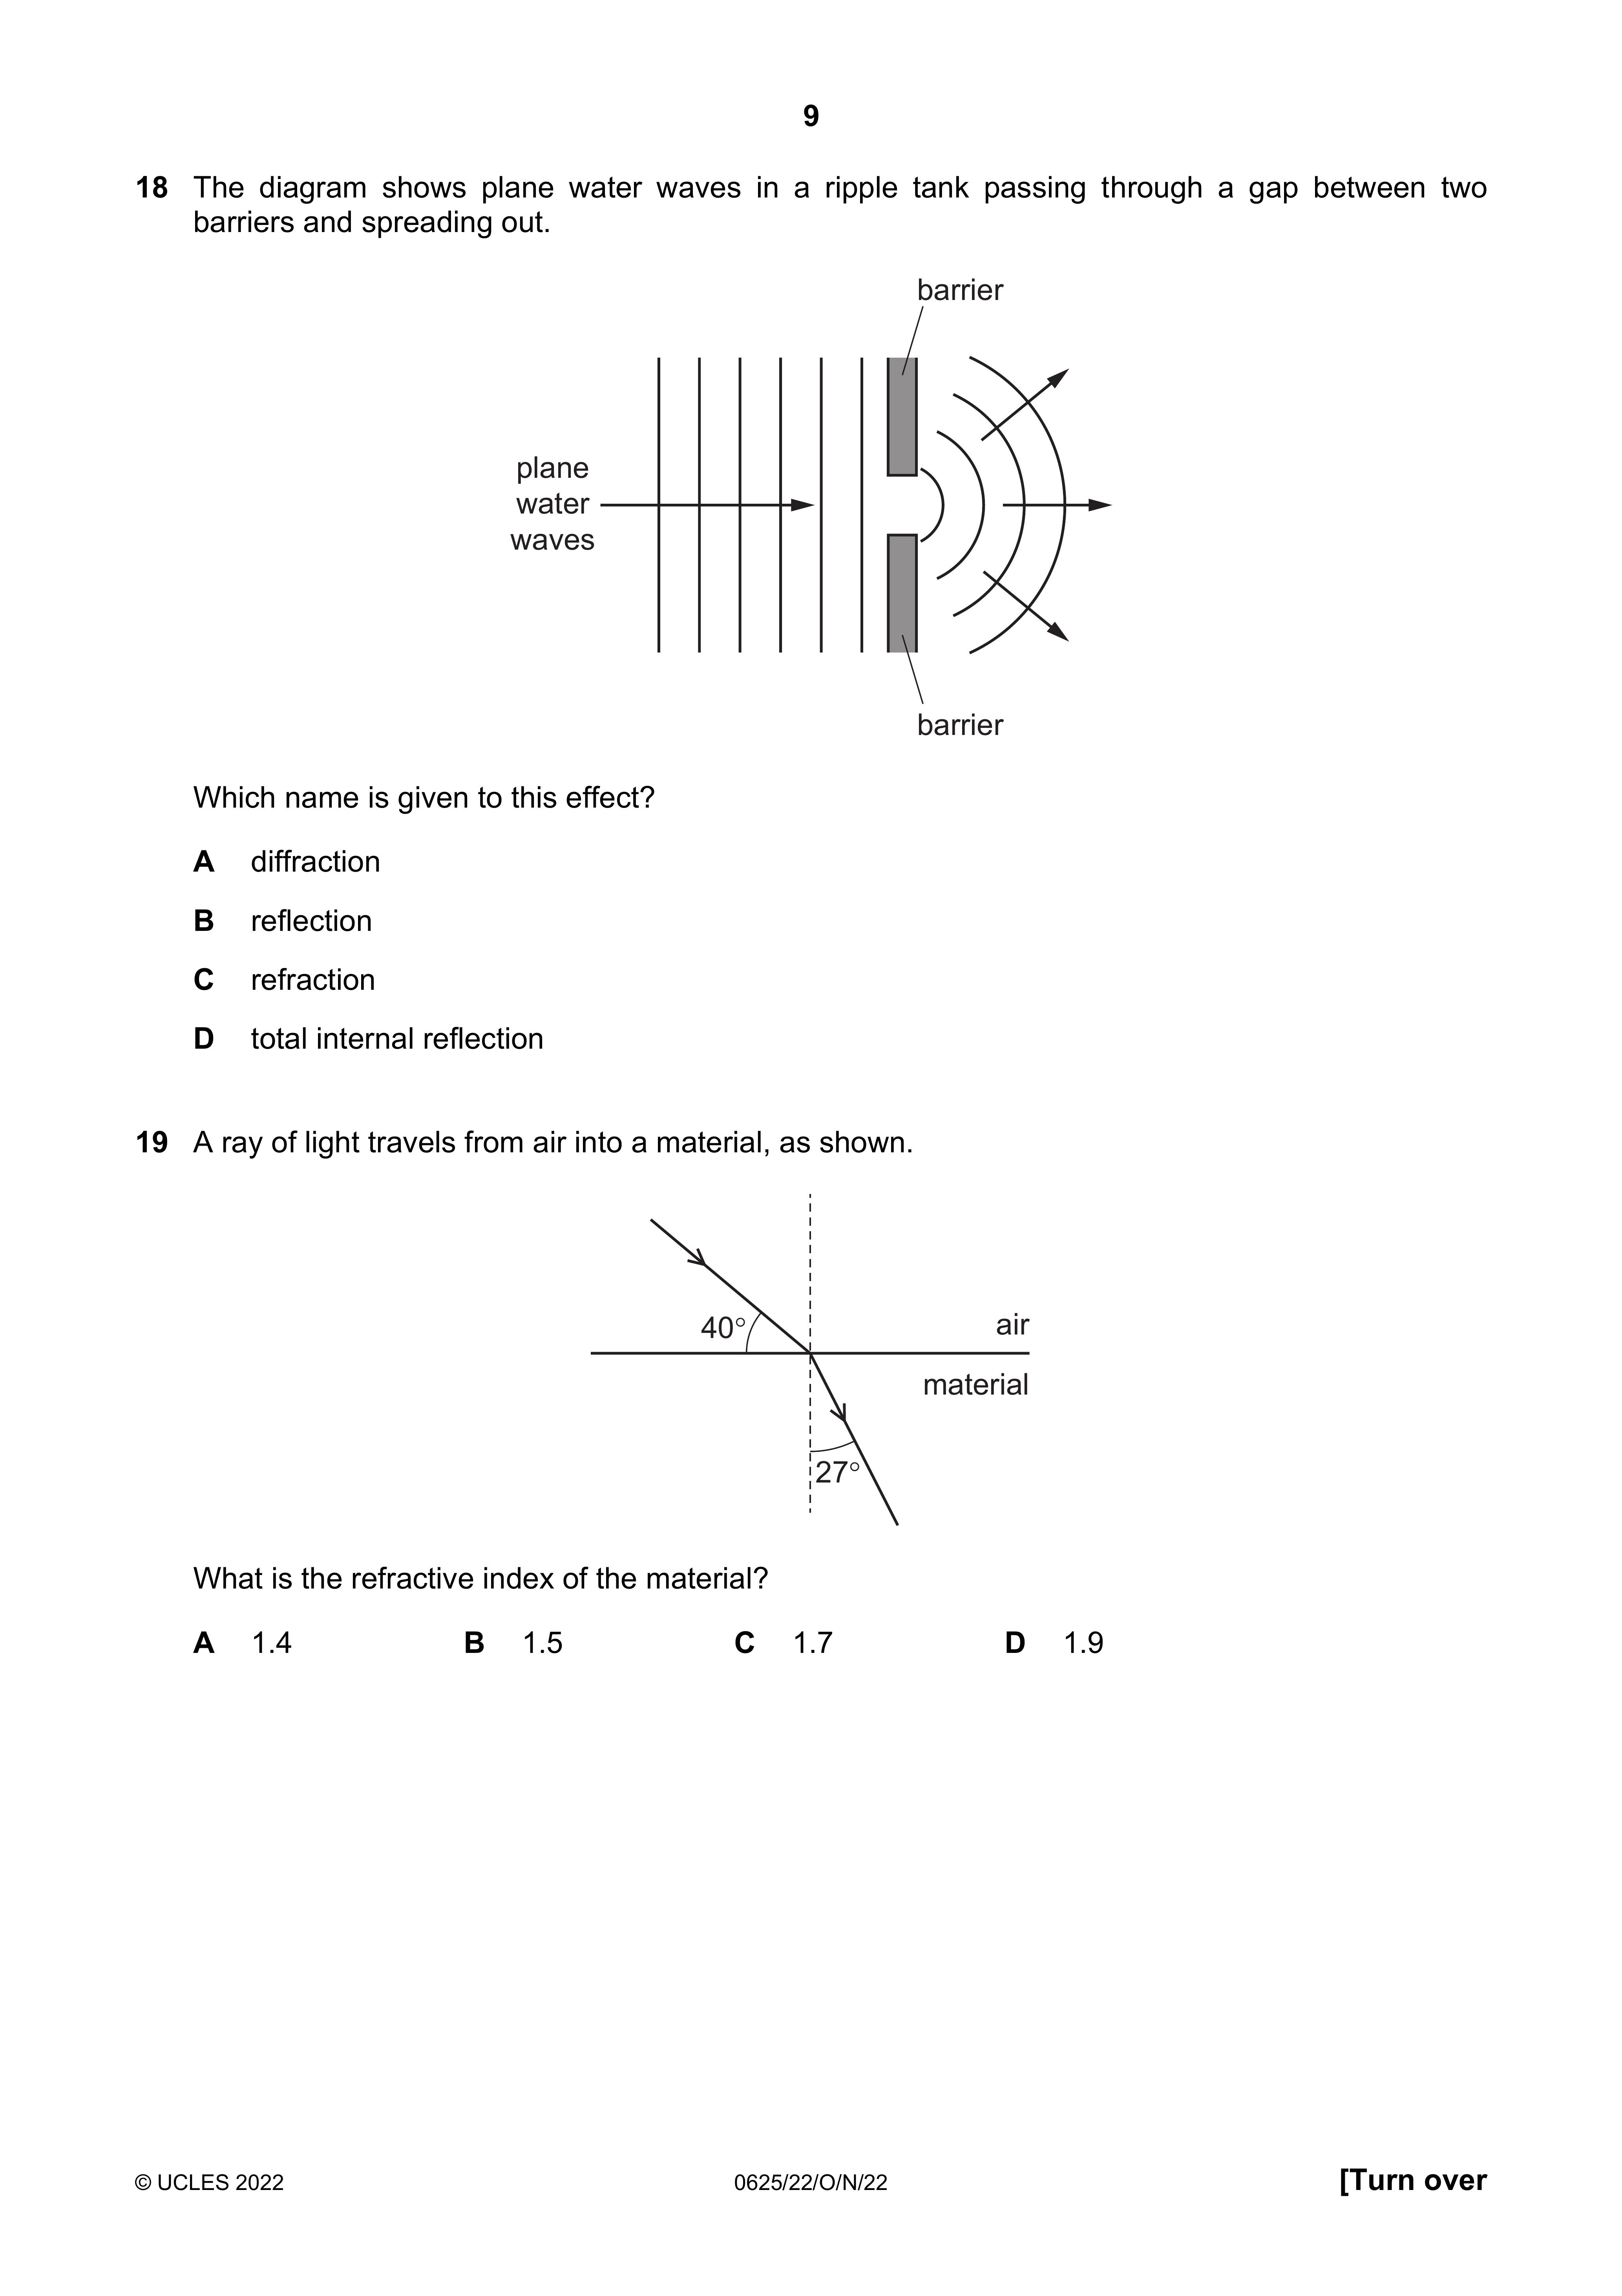 9
18 The diagram shows plane water waves in a ripple tank passing through a gap between two
barriers and spreading out.
barrier
plane
water
waves
barrier
Which name is given to this effect?
A diffraction
B reflection
C refraction
D total internal reflection
19 A ray of light travels from air into a material, as shown.
40°
air
material
27°
What is the refractive index of the material?
A 1.4 B 1.5 C 1.7 D 1.9
© UCLES 2022 0625/22/O/N/22 [Turn over